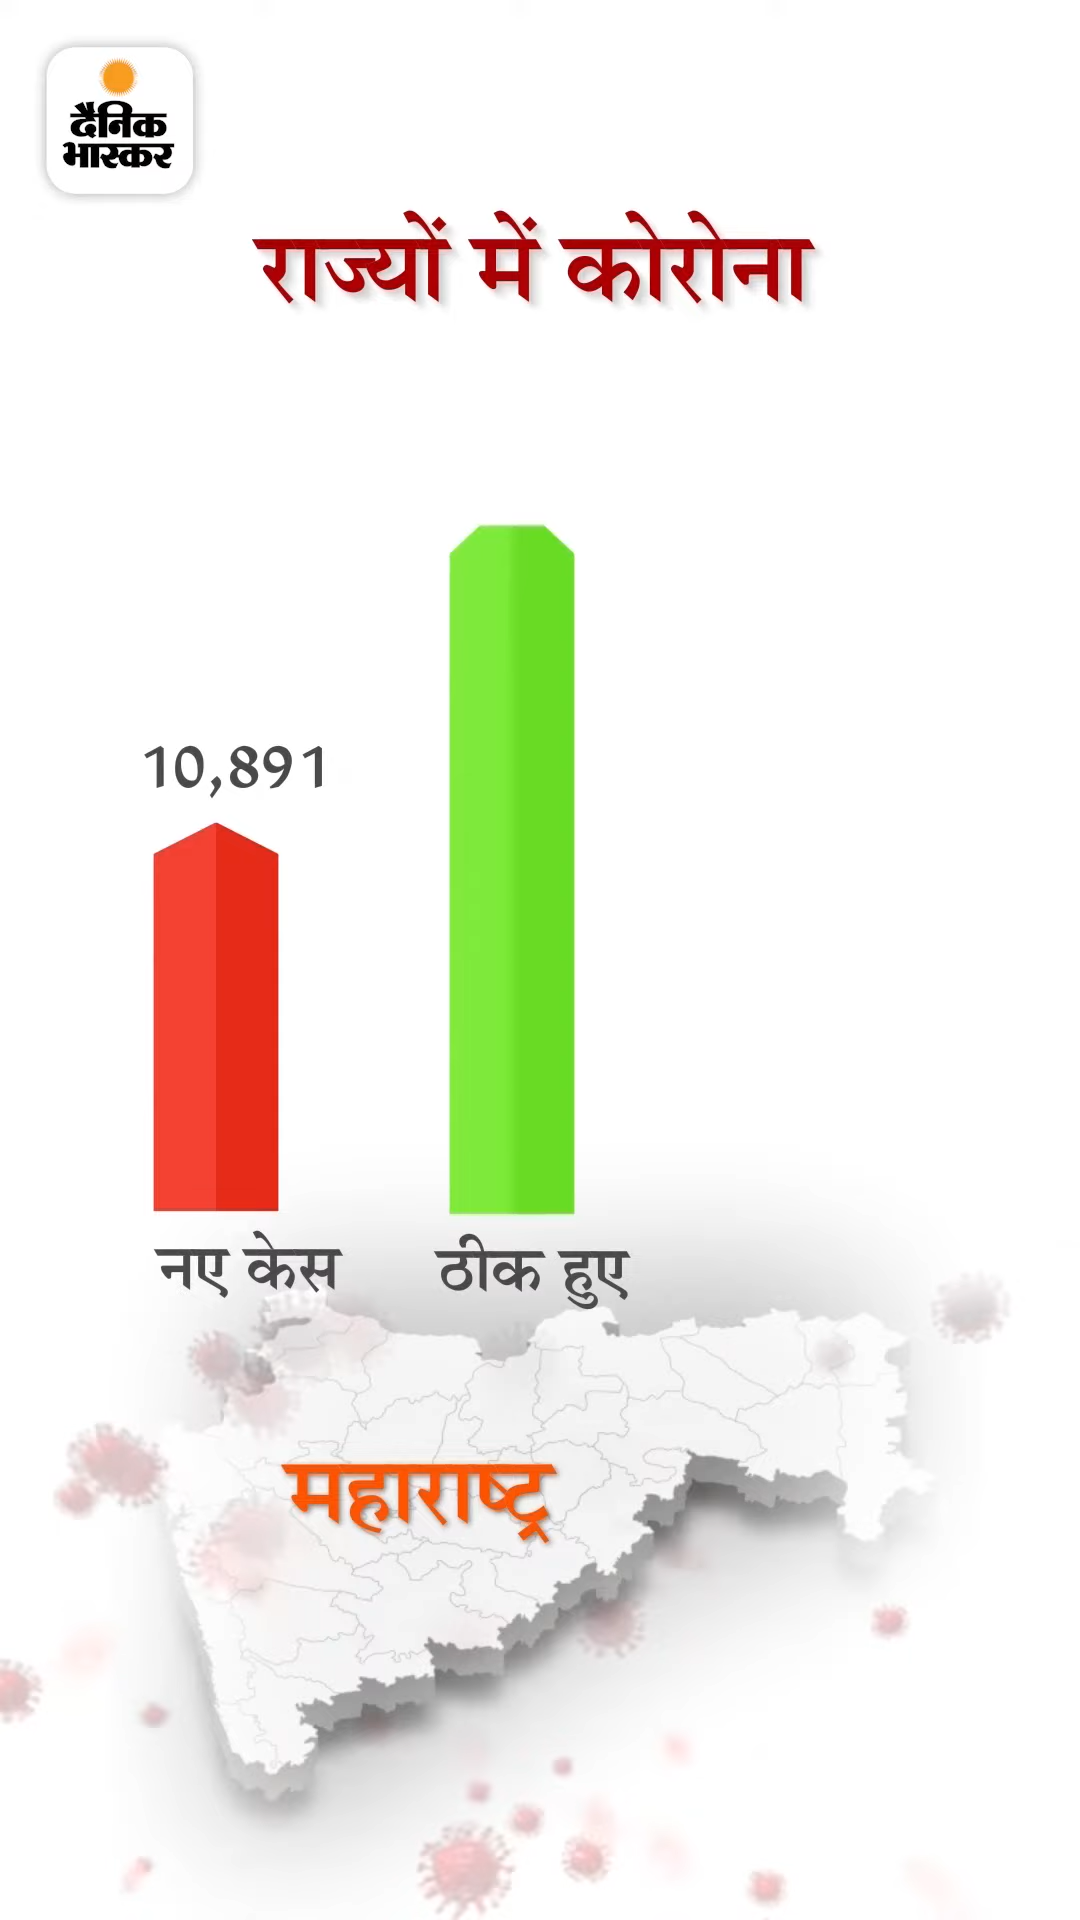 दैनिक
भास्कर
राज्यों में कोरोना
10,891
नए केस
ठीक हुए
महाराष्ट्र